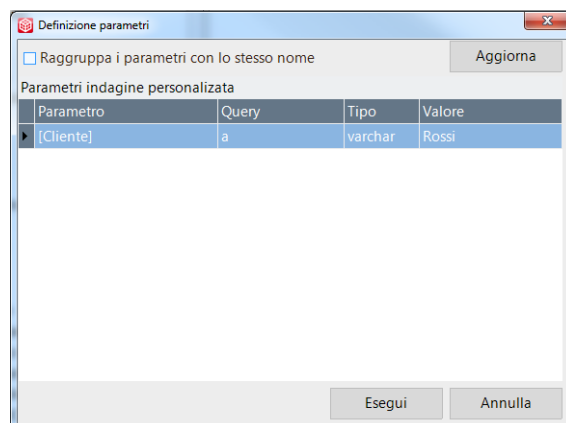 Definizione parametri
Raggruppa i parametri con lo stesso nome
Aggiorna
Parametri indagine personalizzata
Parametro Query Tipo Valore
[Cliente] a varchar Rossi
Esegui Annulla